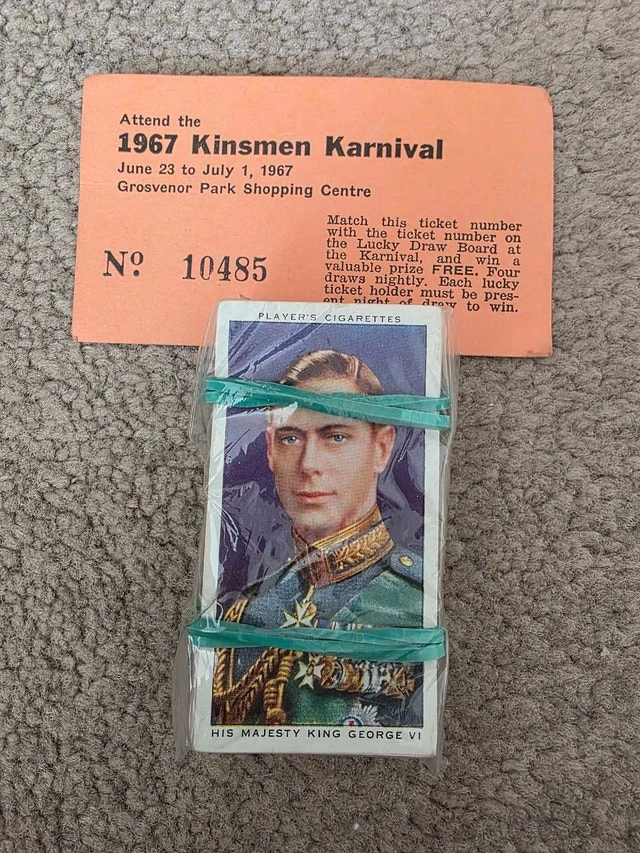 Attend the
1967 Kinsmen Karnival
June 23 to July 1, 1967
Grosvenor Park Shopping Centre
Nº 10485
Match this ticket number
with the ticket number on
the Lucky Draw Board at
the Karnival, and win a
valuable prize FREE. Four
draws nightly. Each lucky
ticket holder must be pres-
ent night of draw to win.
PLAYER'S CIGARETTES
HIS MAJESTY KING GEORGE VI